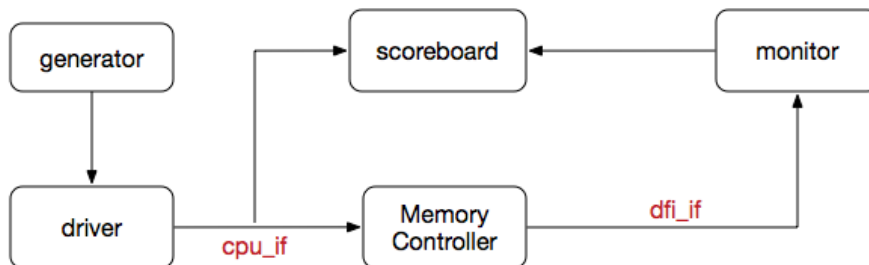 generator
scoreboard
monitor
driver
cpu_if
Memory
Controller
dfi_if